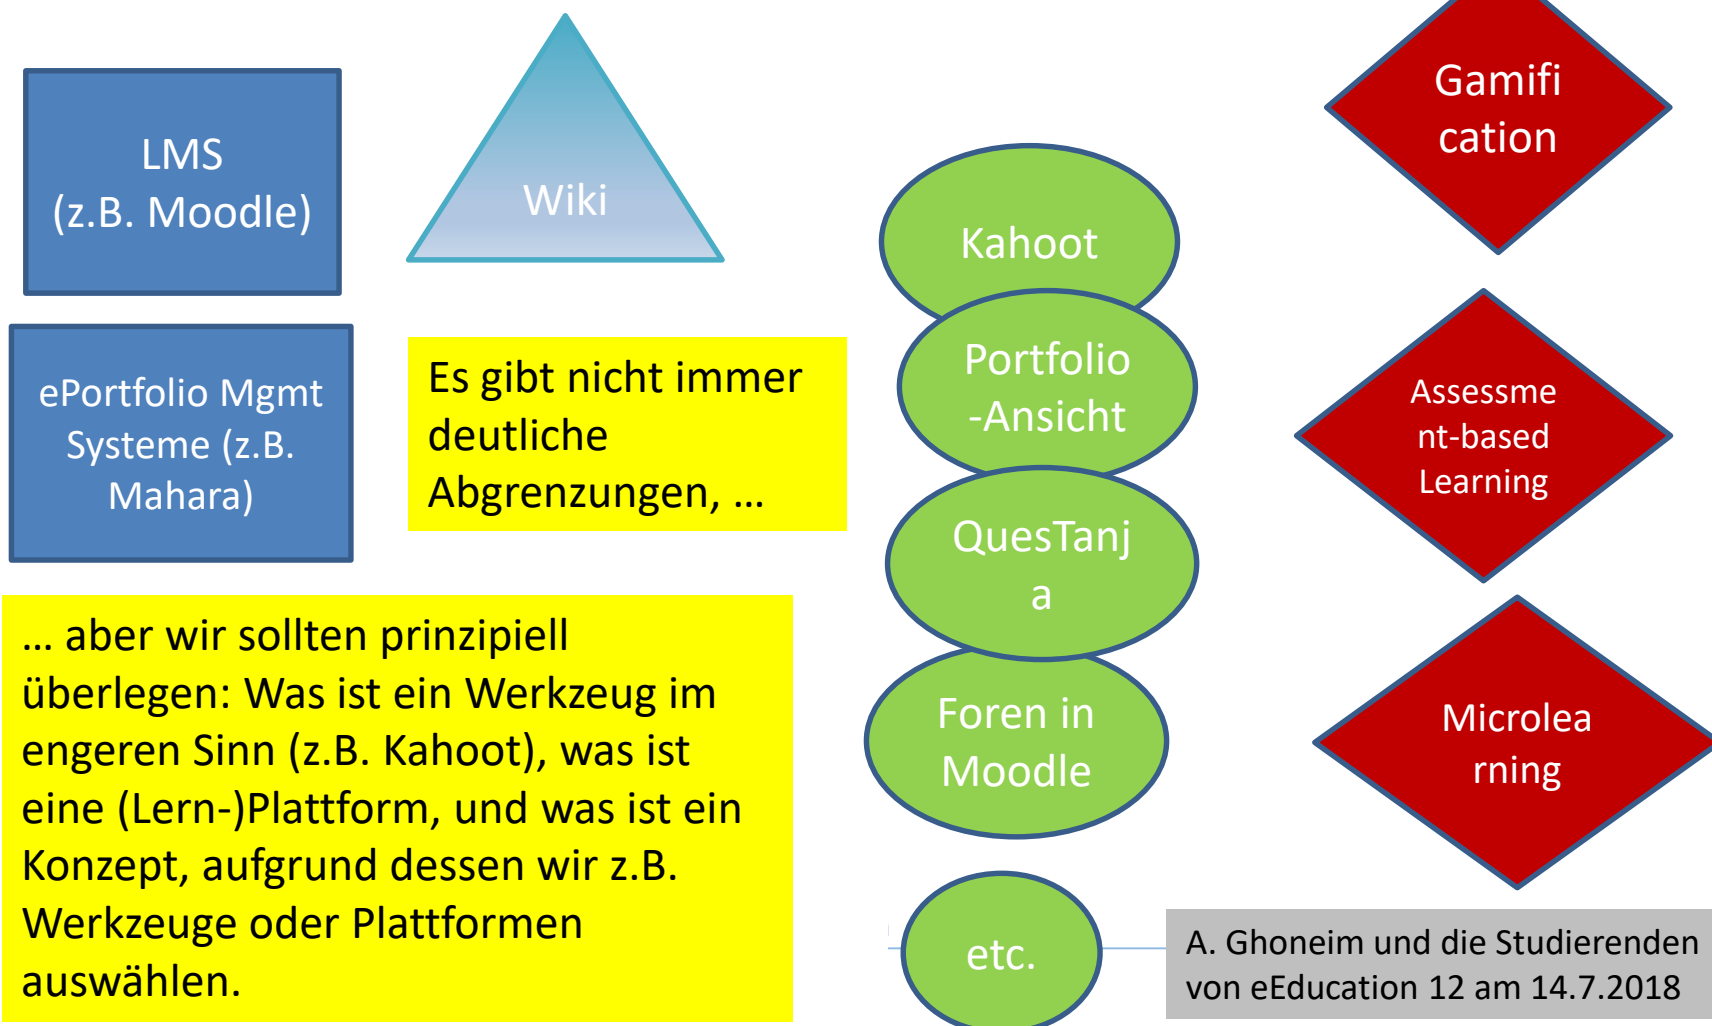 LMS
(z.B. Moodle)
Wiki
ePortfolio Mgmt
Systeme (z.B.
Mahara)
Es gibt nicht immer
deutliche
Abgrenzungen, …
… aber wir sollten prinzipiell
überlegen: Was ist ein Werkzeug im
engeren Sinn (z.B. Kahoot), was ist
eine (Lern-)Plattform, und was ist ein
Konzept, aufgrund dessen wir z.B.
Werkzeuge oder Plattformen
auswählen.
Kahoot
Portfolio
-Ansicht
QuesTanj
a
Foren in
Moodle
etc.
Gamifi
cation
Assessme
nt-based
Learning
Microlea
rning
A. Ghoneim und die Studierenden
von eEducation 12 am 14.7.2018